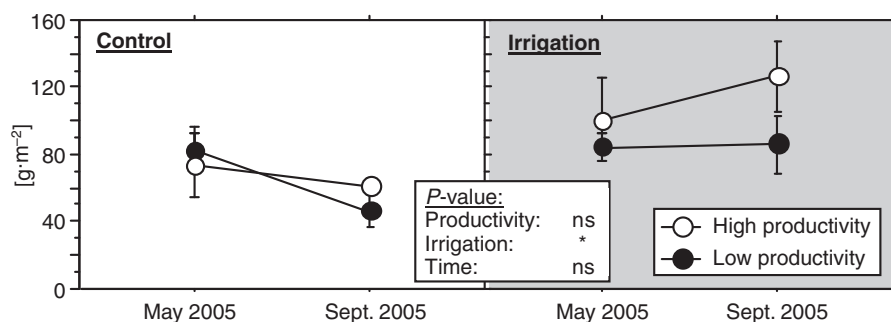 160
120
80
40
0
[g·m⁻²]
Control
Irrigation
P-value:
Productivity: ns
Irrigation: *
Time: ns
High productivity
Low productivity
May 2005
Sept. 2005
May 2005
Sept. 2005